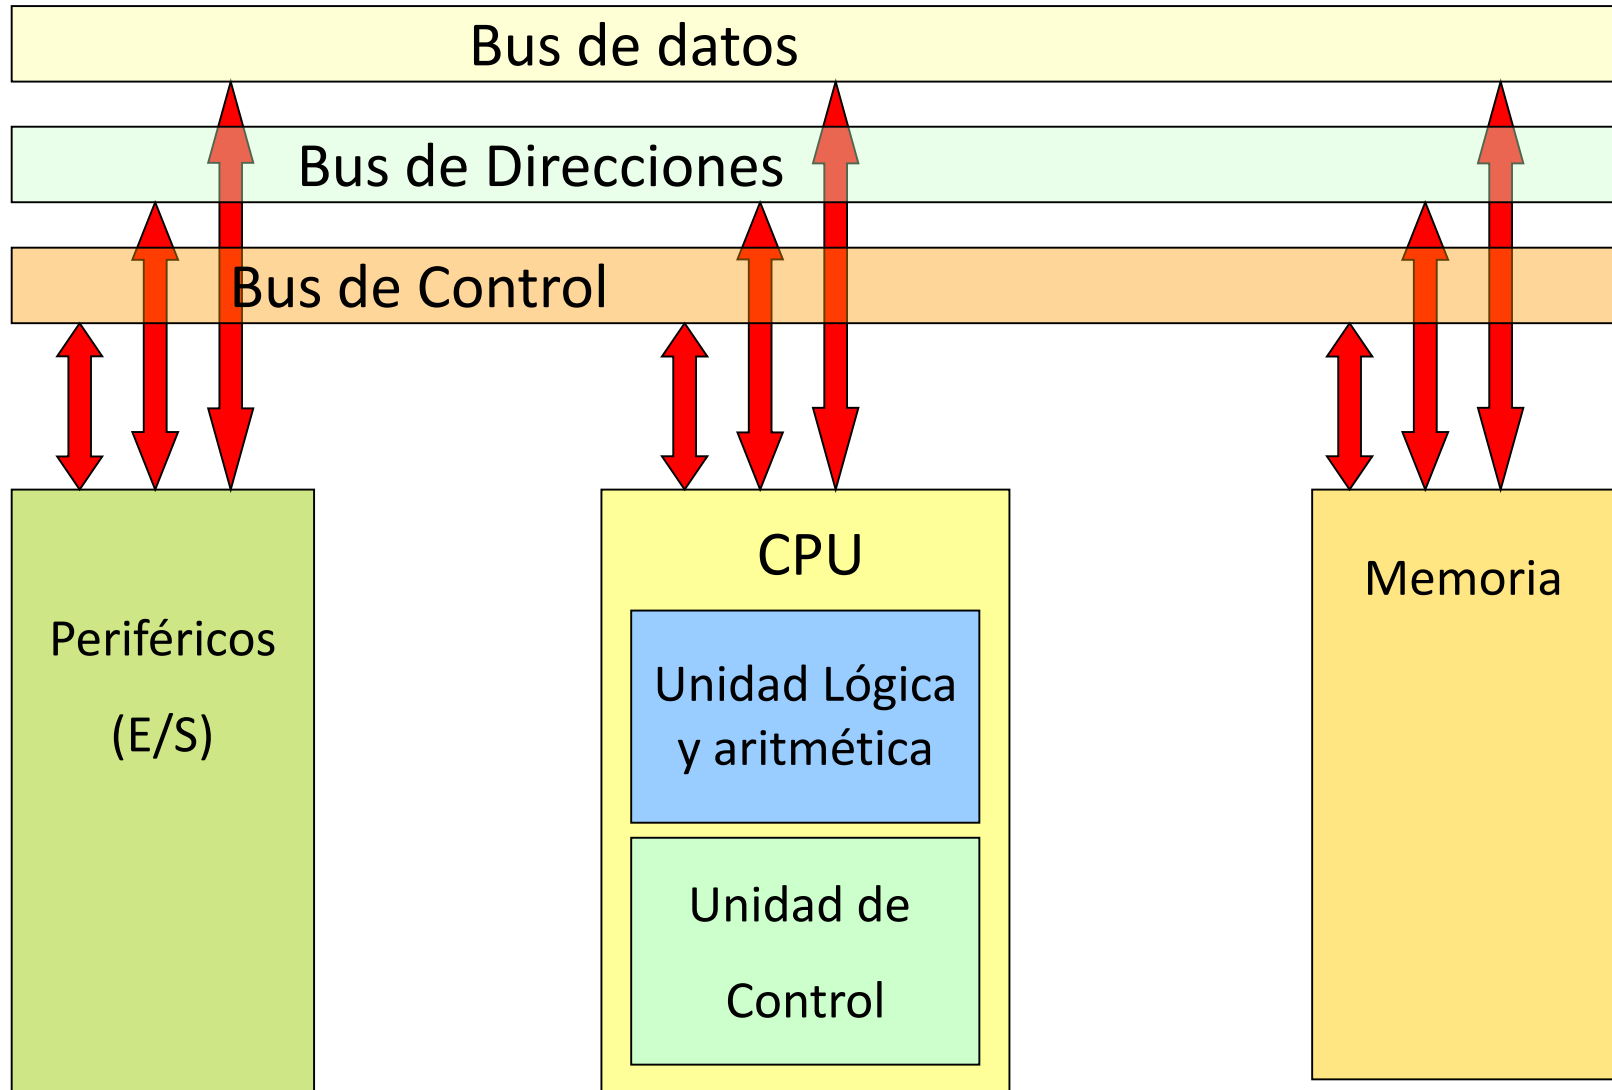 Bus de datos
Bus de Direcciones
Bus de Control
Periféricos
(E/S)
CPU
Unidad Lógica
y aritmética
Unidad de
Control
Memoria